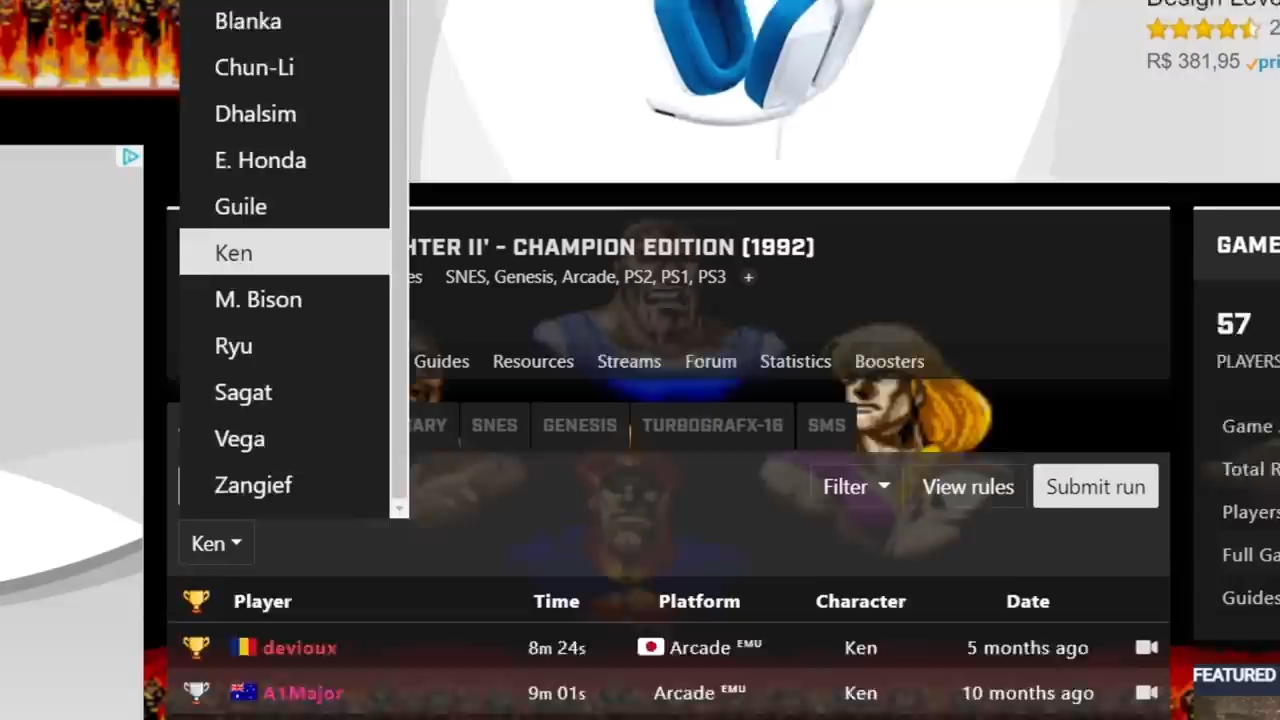 Blanka
Chun-Li
Dhalsim
E. Honda
Guile
Ken
M. Bison
Ryu
Sagat
Vega
Zangief
R$ 381,95
HTER II' - CHAMPION EDITION (1992)
es SNES, Genesis, Arcade, PS2, PS1, PS3 +
Guides Resources Streams Forum Statistics Boosters
ARY SNES GENESIS TURBOGRAFX-16 SMS
Filter View rules Submit run
Ken
Player Time Platform Character Date
devioux 8m 24s Arcade EMU Ken 5 months ago
A1Major 9m 01s Arcade EMU Ken 10 months ago
GAME
57
PLAYERS
Game
Total R
Players
Full Ga
Guides
FEATURED